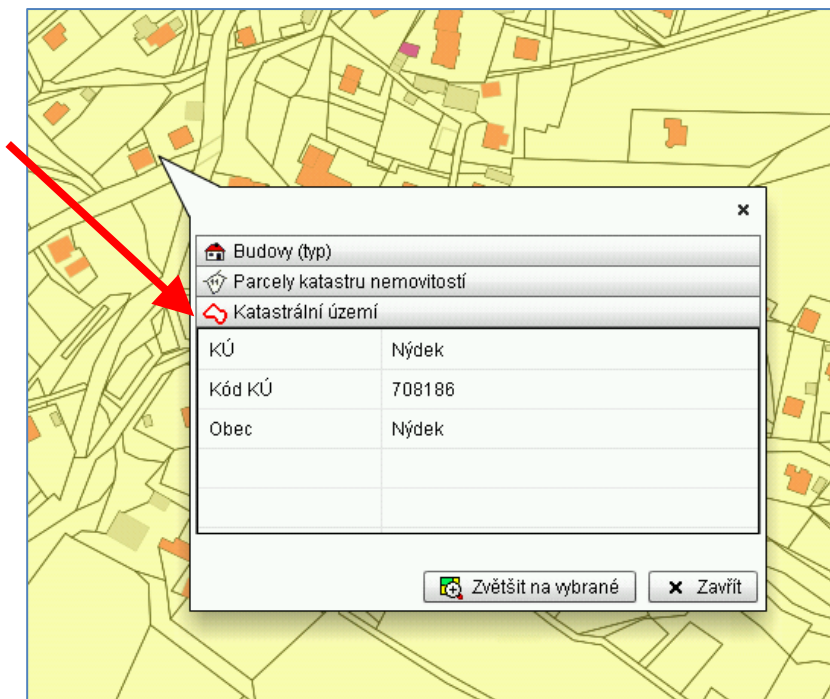 Budovy (typ)
Parcely katastru nemovitostí
Katastrální území
KÚ Nýdek
Kód KÚ 708186
Obec Nýdek
Zvětšit na vybrané Zavřít